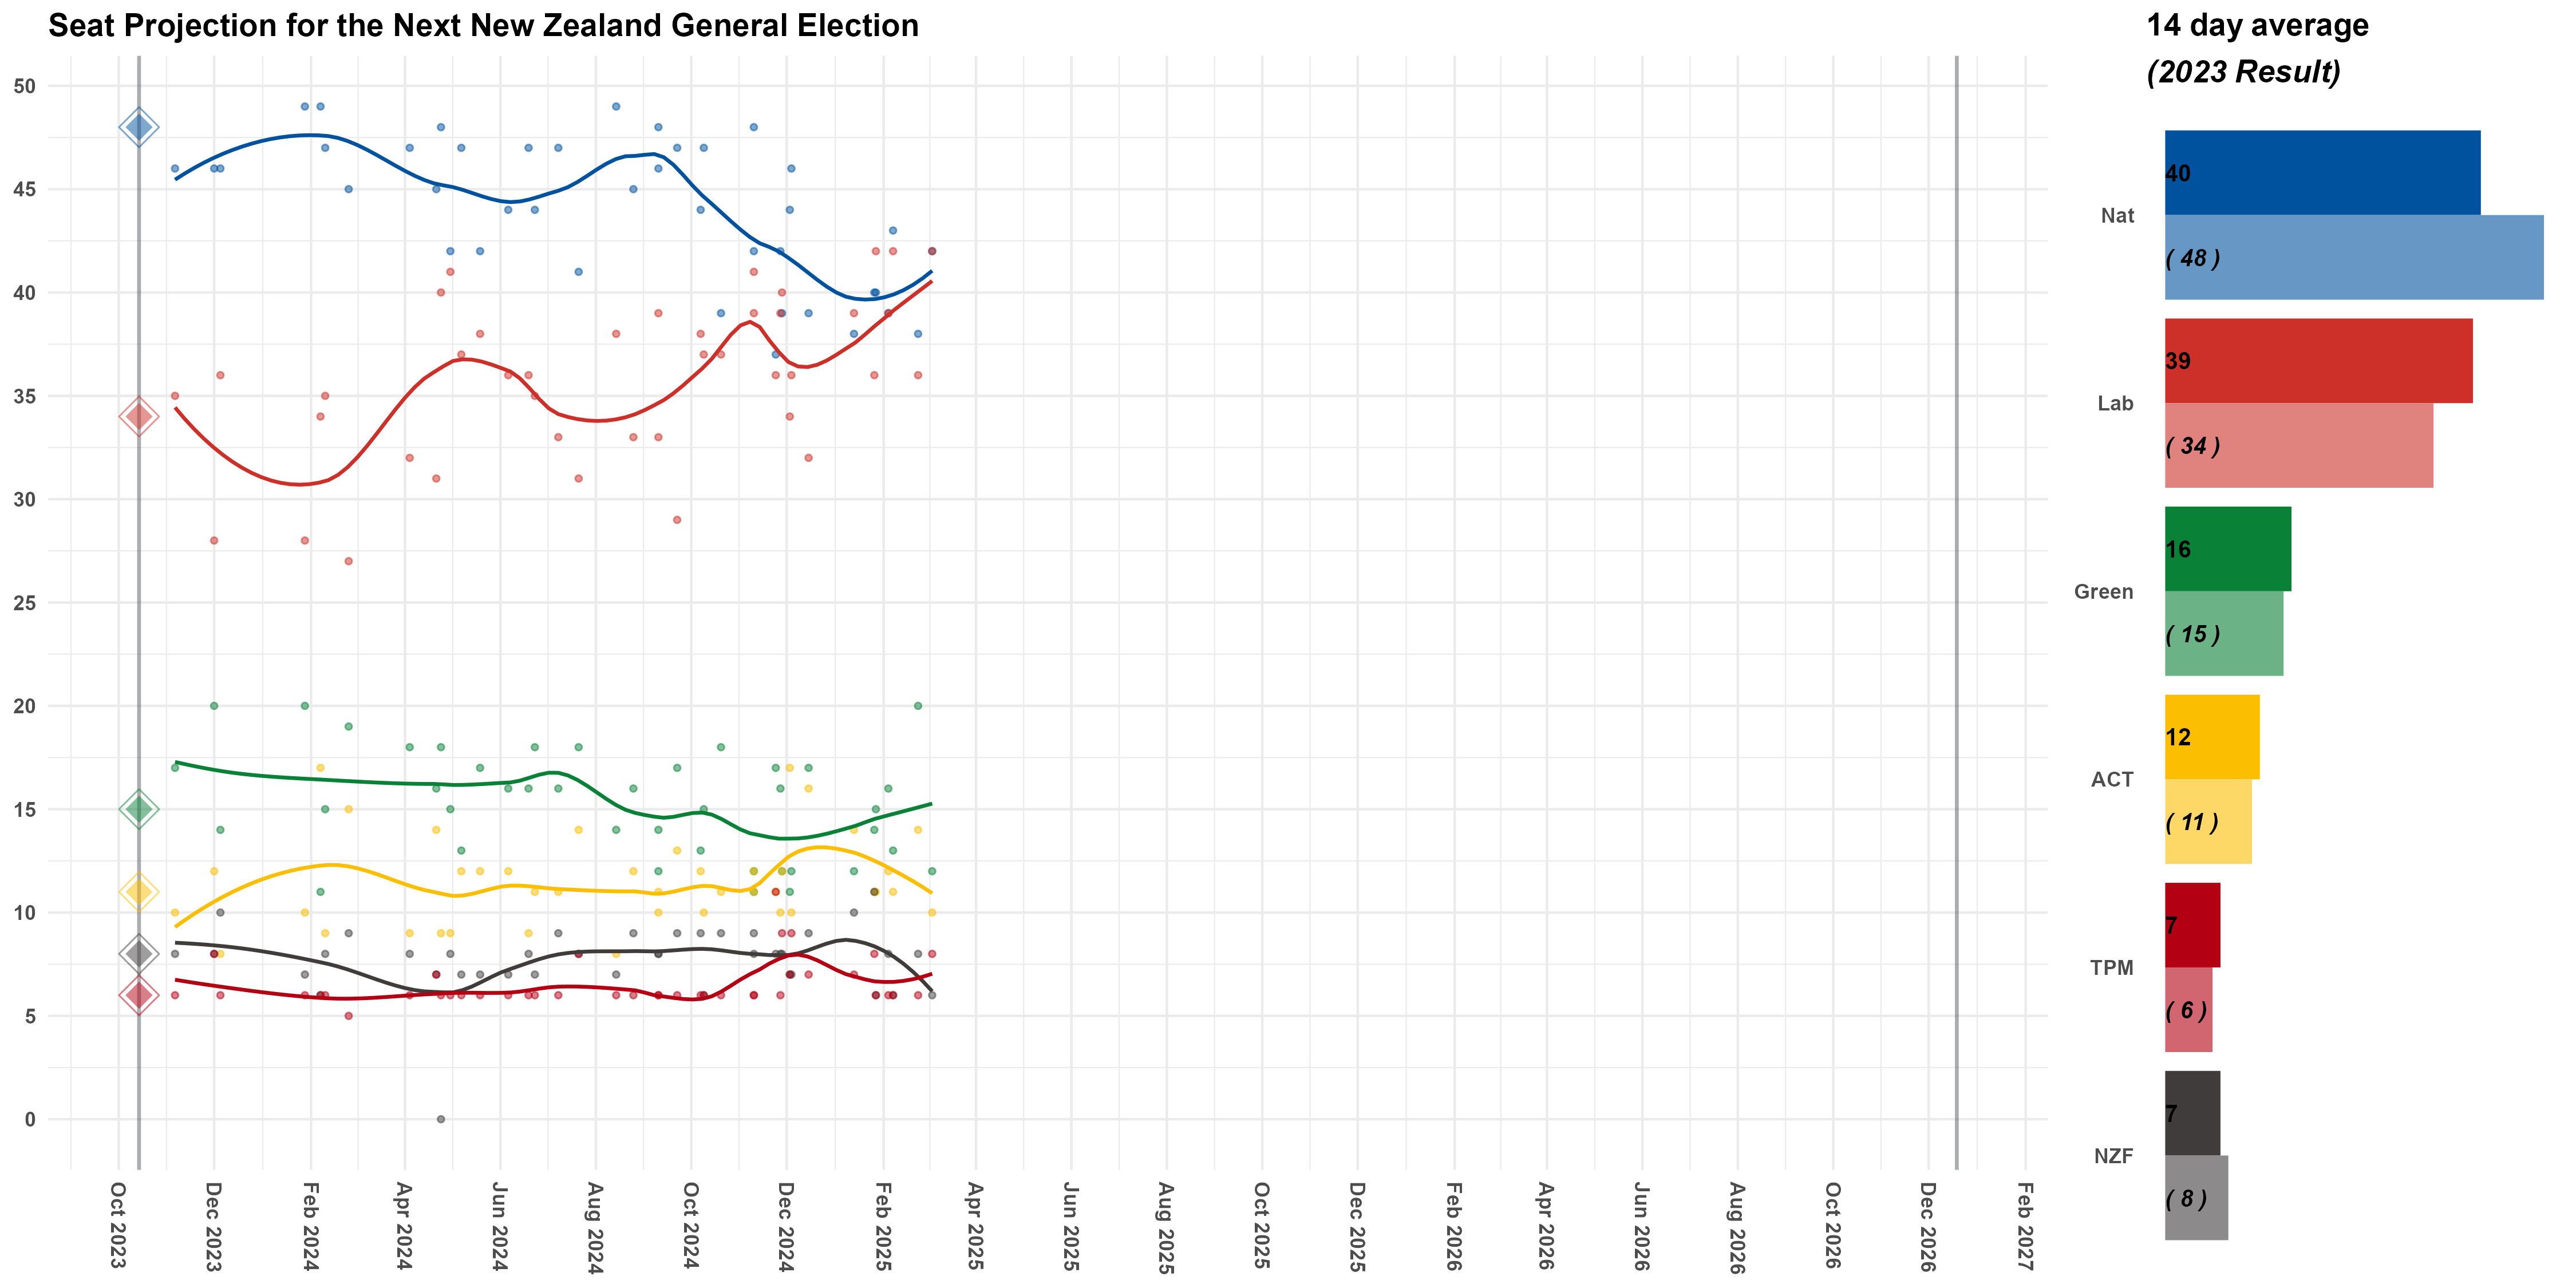 Seat Projection for the Next New Zealand General Election
50
45
40
35
30
25
20
15
10
5
0
Oct 2023
Dec 2023
Feb 2024
Apr 2024
Jun 2024
Aug 2024
Oct 2024
Dec 2024
Feb 2025
Apr 2025
Jun 2025
Aug 2025
Oct 2025
Dec 2025
Feb 2026
Apr 2026
Jun 2026
Aug 2026
Oct 2026
Dec 2026
Feb 2027
14 day average
(2023 Result)
Nat
40
( 48 )
Lab
39
( 34 )
Green
16
( 15 )
ACT
12
( 11 )
TPM
7
( 6 )
NZF
7
( 8 )